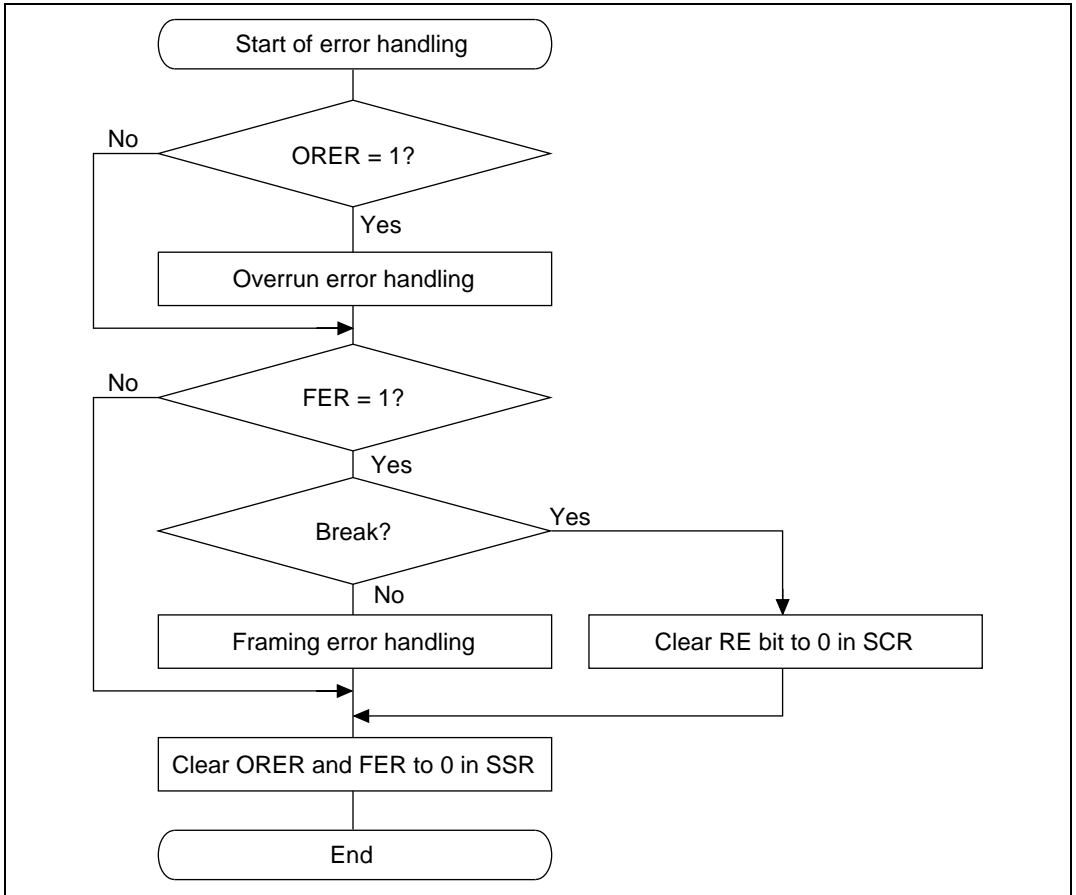 Start of error handling
No
ORER = 1?
Yes
Overrun error handling
No
FER = 1?
Yes
Break?
Yes
No
Framing error handling
Clear RE bit to 0 in SCR
Clear ORER and FER to 0 in SSR
End